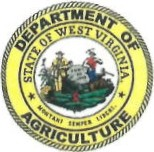 DEPARTMENT OF
STATE OF WEST VIRGINIA
MONTANI SEMPER LIBERI
AGRICULTURE